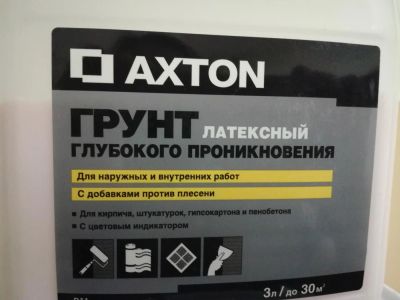 AXTON
ГРУНТ ЛАТЕКСНЫЙ
ГЛУБОКОГО ПРОНИКНОВЕНИЯ
Для наружных и внутренних работ
С добавками против плесени
▪ Для кирпича, штукатурок, гипсокартона и пенобетона
▪ С цветовым индикатором
3л/до 30м²